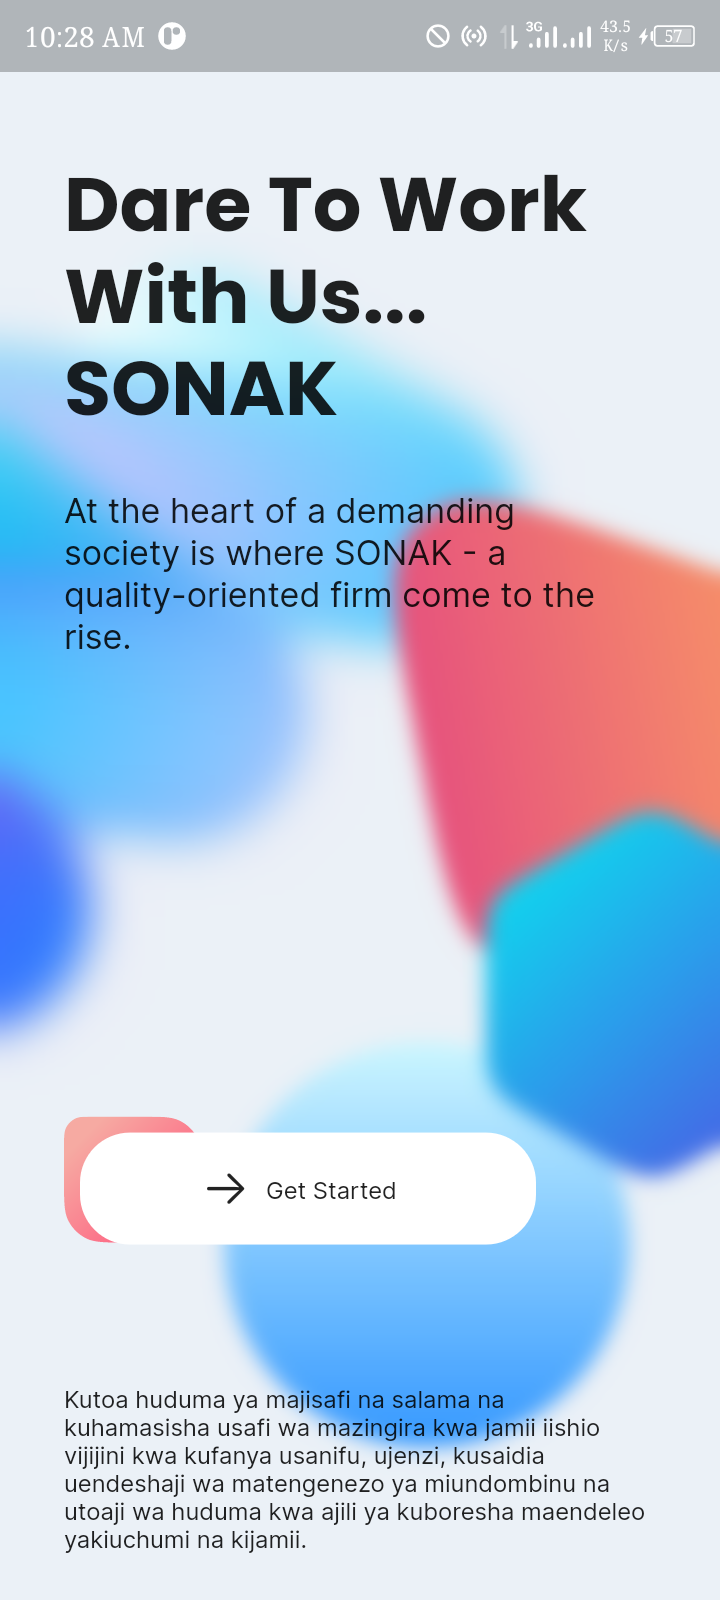 10:28 AM
3G
43.5
K/s
57
Dare To Work
With Us...
SONAK
At the heart of a demanding
society is where SONAK - a
quality-oriented firm come to the
rise.
Get Started
Kutoa huduma ya majisafi na salama na
kuhamasisha usafi wa mazingira kwa jamii iishio
vijijini kwa kufanya usanifu, ujenzi, kusaidia
uendeshaji wa matengenezo ya miundombinu na
utoaji wa huduma kwa ajili ya kuboresha maendeleo
yakiuchumi na kijamii.